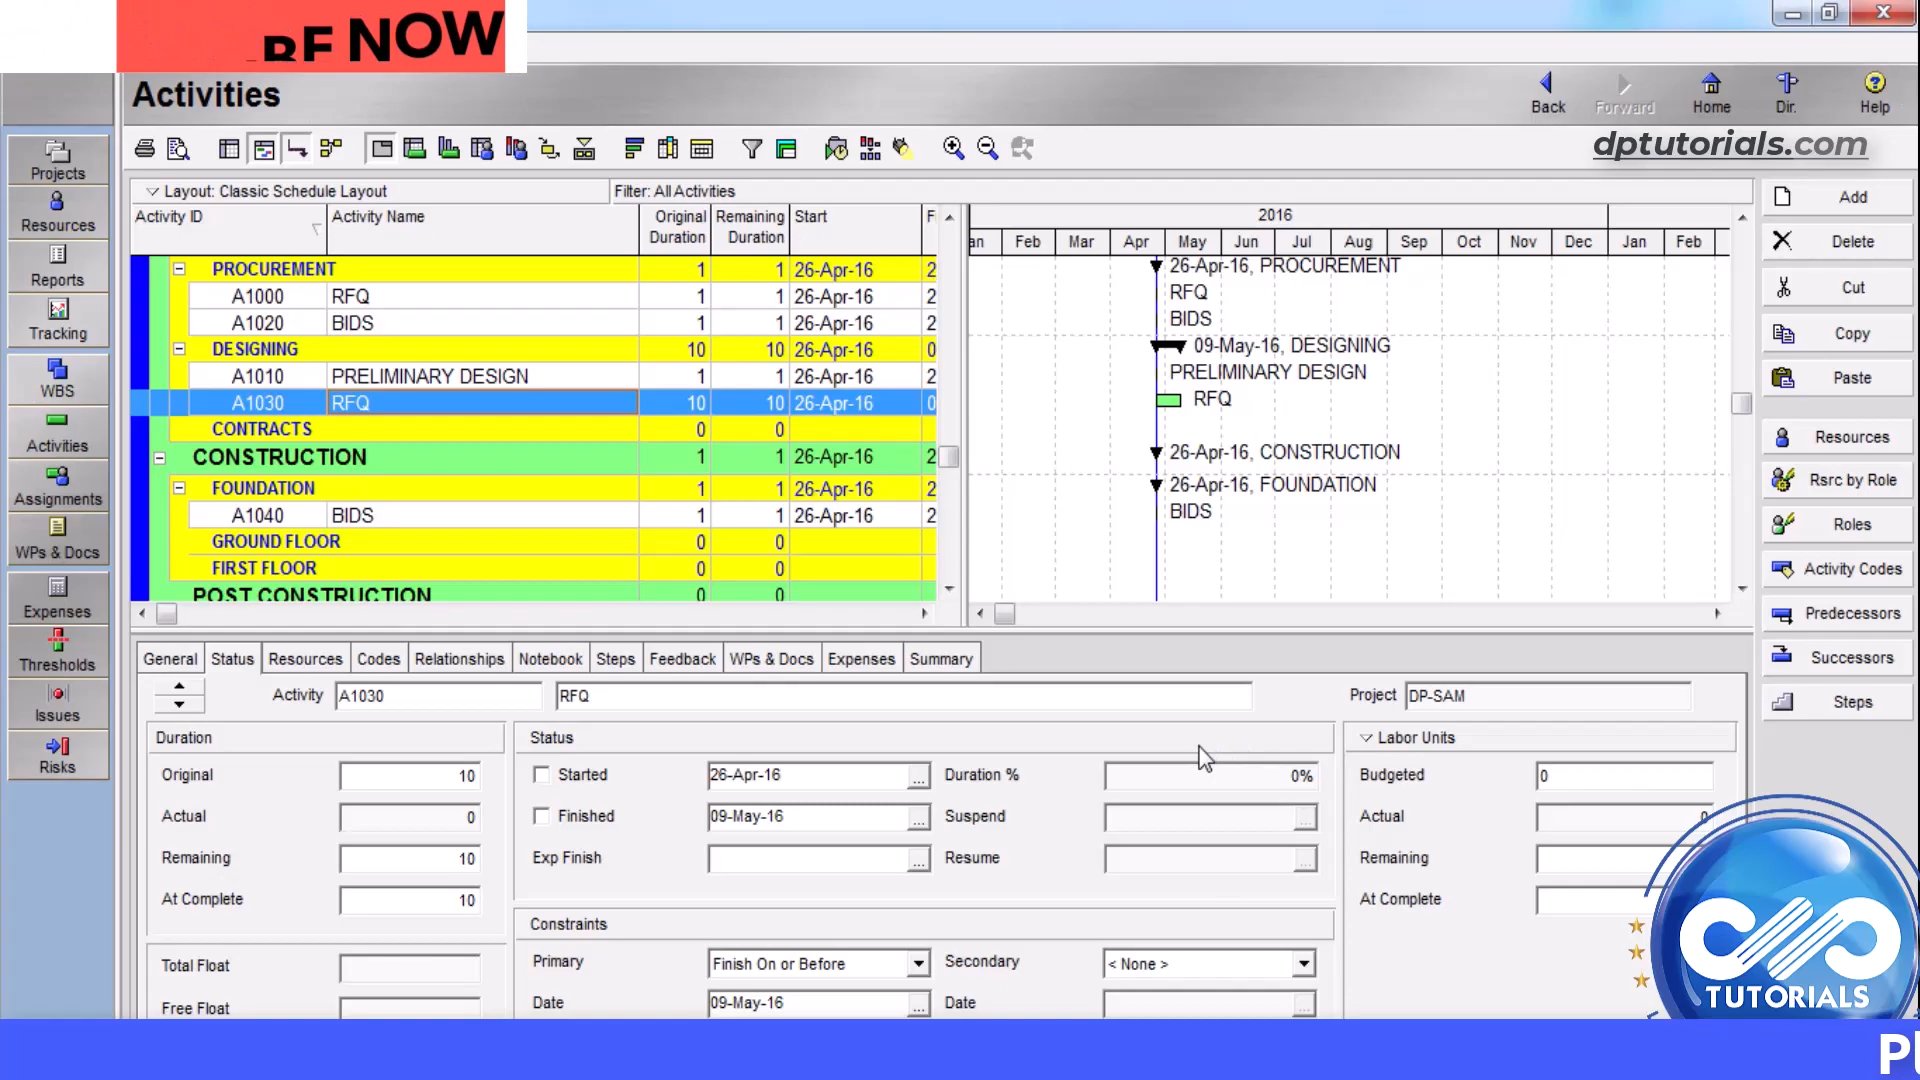 RE NOW
Activities
Back
Forward
Home
Dir.
Help
dptutorials.com
Projects
Resources
Reports
Tracking
WBS
Activities
Assignments
WPs & Docs
Expenses
Thresholds
Issues
Risks
Layout: Classic Schedule Layout
Filter: All Activities
Activity ID
Activity Name
Original Duration
Remaining Duration
Start
F
2016
an Feb Mar Apr May Jun Jul Aug Sep Oct Nov Dec Jan Feb
PROCUREMENT 1 1 26-Apr-16 2
A1000 RFQ 1 1 26-Apr-16 2
A1020 BIDS 1 1 26-Apr-16 2
DESIGNING 10 10 26-Apr-16 0
A1010 PRELIMINARY DESIGN 1 1 26-Apr-16 2
A1030 RFQ 10 10 26-Apr-16 0
CONTRACTS 0 0
CONSTRUCTION 1 1 26-Apr-16 2
FOUNDATION 1 1 26-Apr-16 2
A1040 BIDS 1 1 26-Apr-16 2
GROUND FLOOR 0 0
FIRST FLOOR 0 0
POST CONSTRUCTION 0 0
26-Apr-16, PROCUREMENT
RFQ
BIDS
09-May-16, DESIGNING
PRELIMINARY DESIGN
RFQ
26-Apr-16, CONSTRUCTION
26-Apr-16, FOUNDATION
BIDS
Add
Delete
Cut
Copy
Paste
Resources
Rsrc by Role
Roles
Activity Codes
Predecessors
Successors
Steps
General Status Resources Codes Relationships Notebook Steps Feedback WPs & Docs Expenses Summary
Activity A1030 RFQ Project DP-SAM
Duration
Original 10
Actual 0
Remaining 10
At Complete 10
Total Float
Free Float
Status
Started 26-Apr-16 Duration % 0%
Finished 09-May-16 Suspend
Exp Finish Resume
Constraints
Primary Finish On or Before Secondary < None >
Date 09-May-16 Date
Labor Units
Budgeted 0
Actual 0
Remaining
At Complete
TUTORIALS